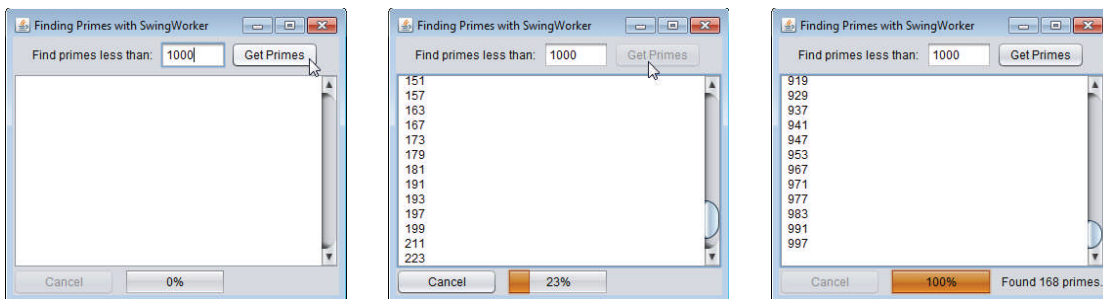 Finding Primes with SwingWorker
Find primes less than: 1000 Get Primes
Cancel 0%
Finding Primes with SwingWorker
Find primes less than: 1000 Get Primes
151
157
163
167
173
179
181
191
193
197
199
211
223
Cancel 23%
Finding Primes with SwingWorker
Find primes less than: 1000 Get Primes
919
929
937
941
947
953
967
971
977
983
991
997
Cancel 100% Found 168 primes.